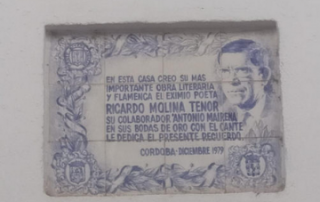 EN ESTA CASA CREO SU MAS
IMPORTANTE OBRA LITERARIA
Y FLAMENCA EL EXIMIO POETA
RICARDO MOLINA TENOR
SU COLABORADOR ANTONIO MAIRENA
EN SUS BODAS DE ORO CON EL CANTE
LE DEDICA EL PRESENTE RECUERDO
CORDOBA-DICIEMBRE 1979